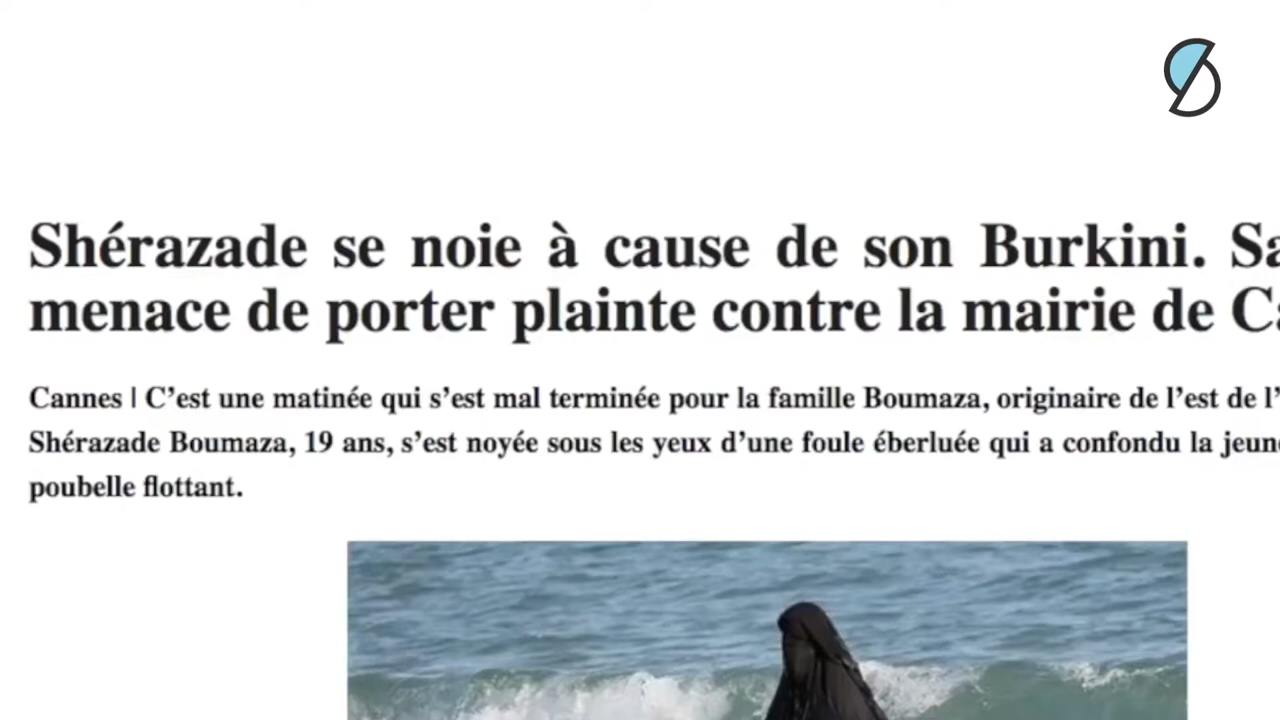 Shérazade se noie à cause de son Burkini. Sa
menace de porter plainte contre la mairie de Ca
Cannes | C’est une matinée qui s’est mal terminée pour la famille Boumaza, originaire de l’est de l’
Shérazade Boumaza, 19 ans, s’est noyée sous les yeux d’une foule éberluée qui a confondu la jeun
poubelle flottant.